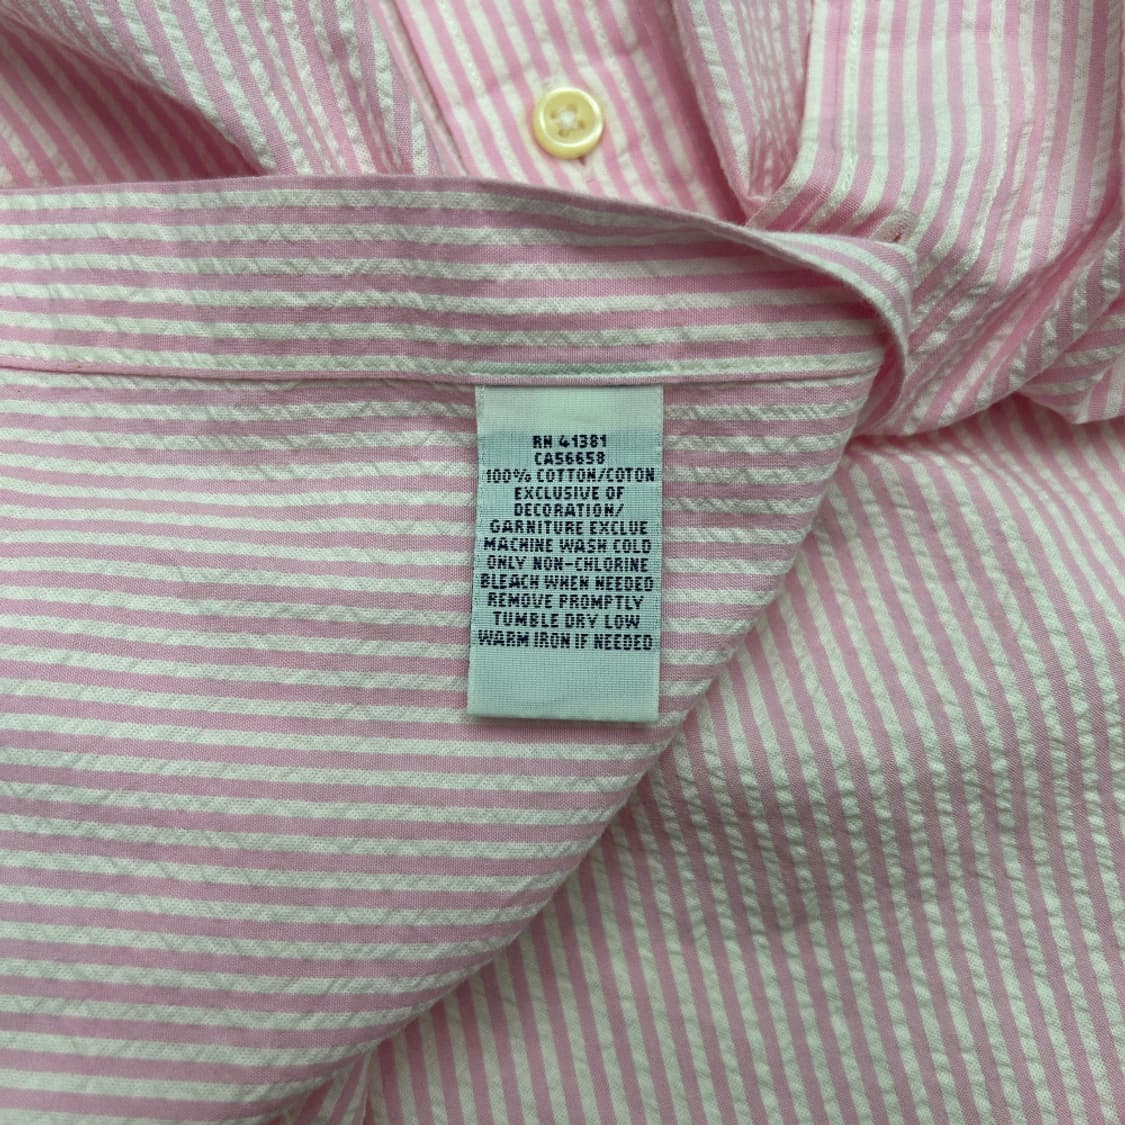 RN 41381
CA56658
100% COTTON/COTON
EXCLUSIVE OF
DECORATION/
GARNITURE EXCLUE
MACHINE WASH COLD
ONLY NON-CHLORINE
BLEACH WHEN NEEDED
REMOVE PROMPTLY
TUMBLE DRY LOW
WARM IRON IF NEEDED